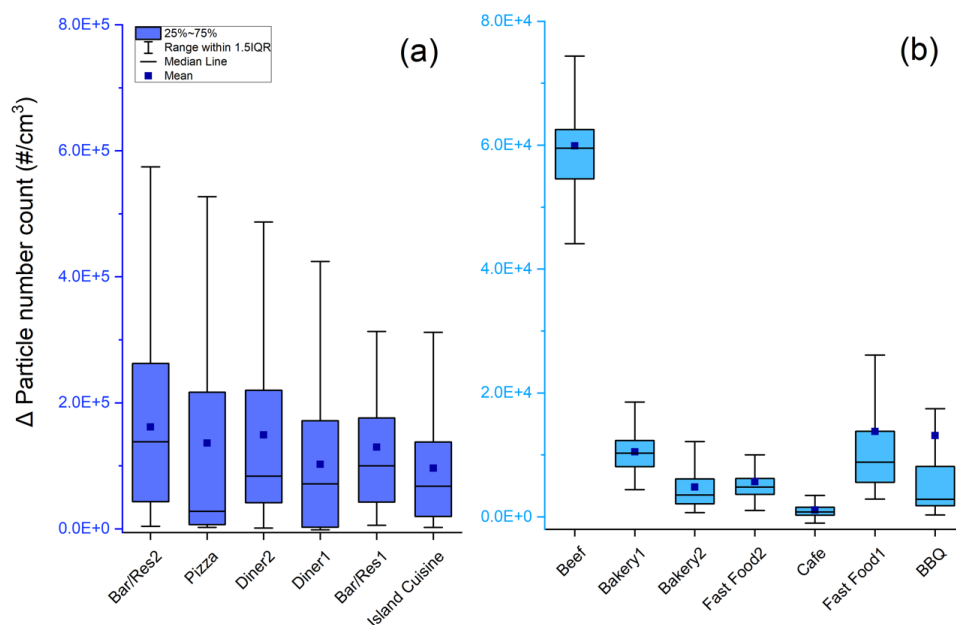 Δ Particle number count (#/cm³)
8.0E+5
6.0E+5
4.0E+5
2.0E+5
0.0E+0
25%~75%
Range within 1.5IQR
Median Line
Mean
(a)
Bar/Res2
Pizza
Diner2
Diner1
Bar/Res1
Island Cuisine
8.0E+4
6.0E+4
4.0E+4
2.0E+4
0.0E+0
(b)
Beef
Bakery1
Bakery2
Fast Food2
Cafe
Fast Food1
BBQ